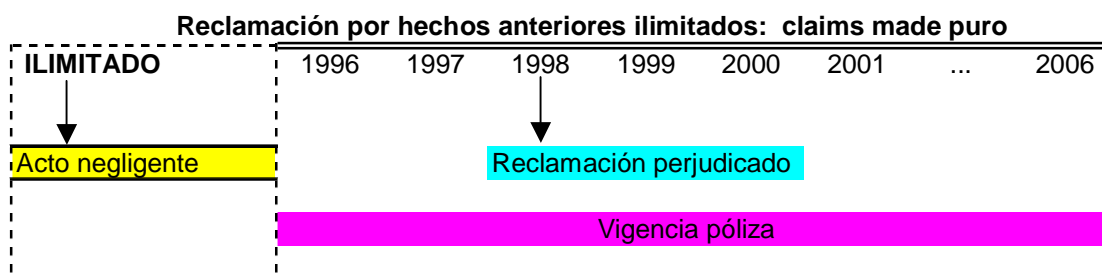 Reclamación por hechos anteriores ilimitados: claims made puro
ILIMITADO 1996 1997 1998 1999 2000 2001 ... 2006
Acto negligente Reclamación perjudicado
Vigencia póliza